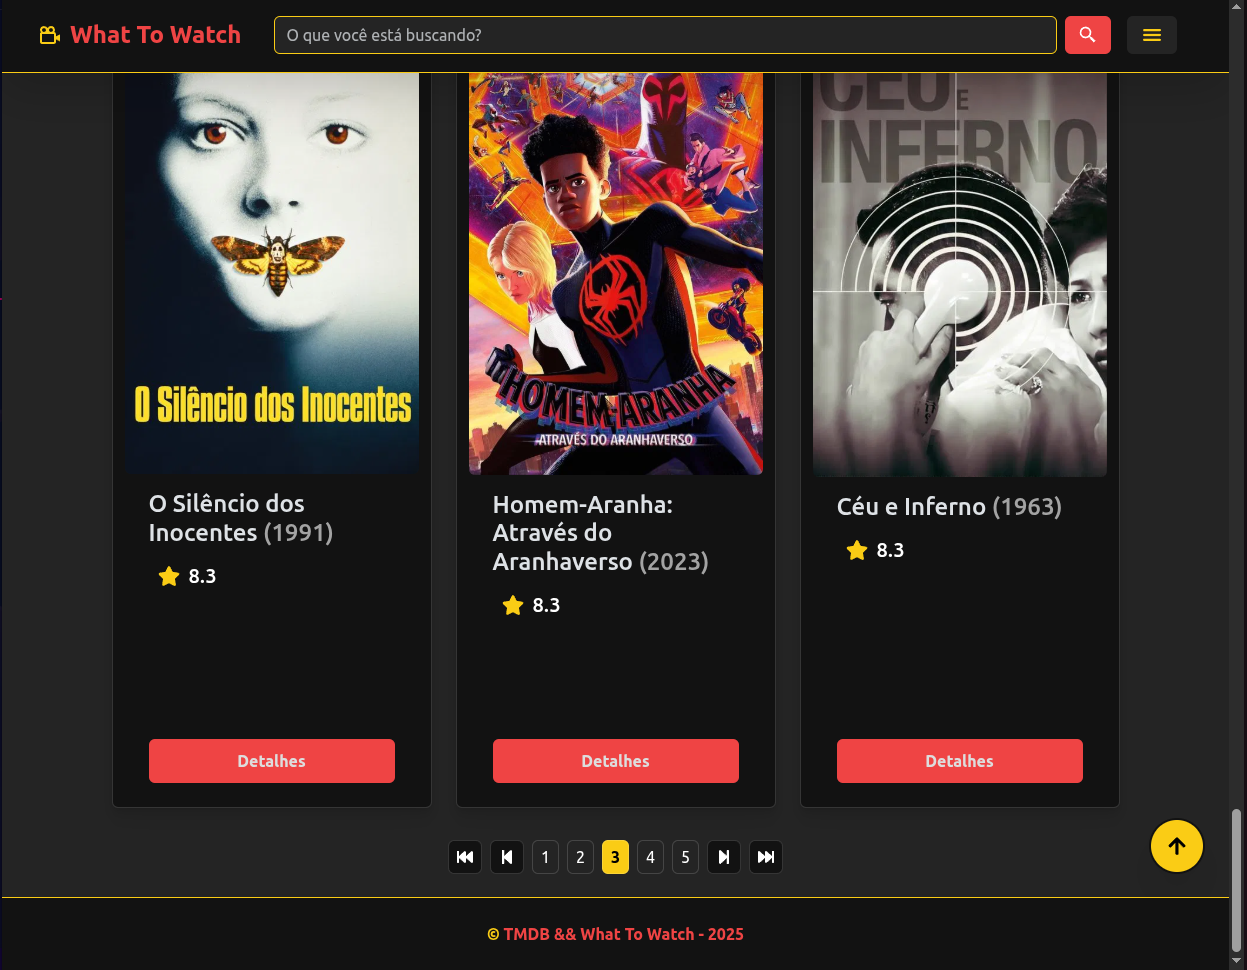 What To Watch
O que você está buscando?
CÉU E
INFERNO
O Silêncio dos Inocentes
HOMEM-ARANHA
ATRAVÉS DO ARANHAVERSO
O Silêncio dos
Inocentes (1991)
8.3
Homem-Aranha:
Através do
Aranhaverso (2023)
8.3
Céu e Inferno (1963)
8.3
Detalhes
Detalhes
Detalhes
1 2 3 4 5
© TMDB && What To Watch - 2025